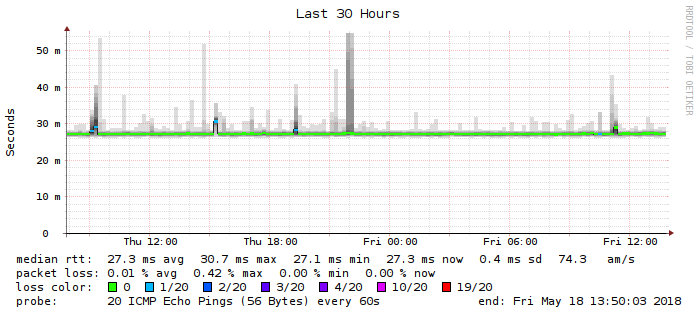 Last 30 Hours
RRDTOOL / TOBI OETIKER
Seconds
50 m
40 m
30 m
20 m
10 m
0
Thu 12:00 Thu 18:00 Fri 00:00 Fri 06:00 Fri 12:00
median rtt: 27.3 ms avg 30.7 ms max 27.1 ms min 27.3 ms now 0.4 ms sd 74.3 am/s
packet loss: 0.01 % avg 0.42 % max 0.00 % min 0.00 % now
loss color: 0 1/20 2/20 3/20 4/20 10/20 19/20
probe: 20 ICMP Echo Pings (56 Bytes) every 60s end: Fri May 18 13:50:03 2018